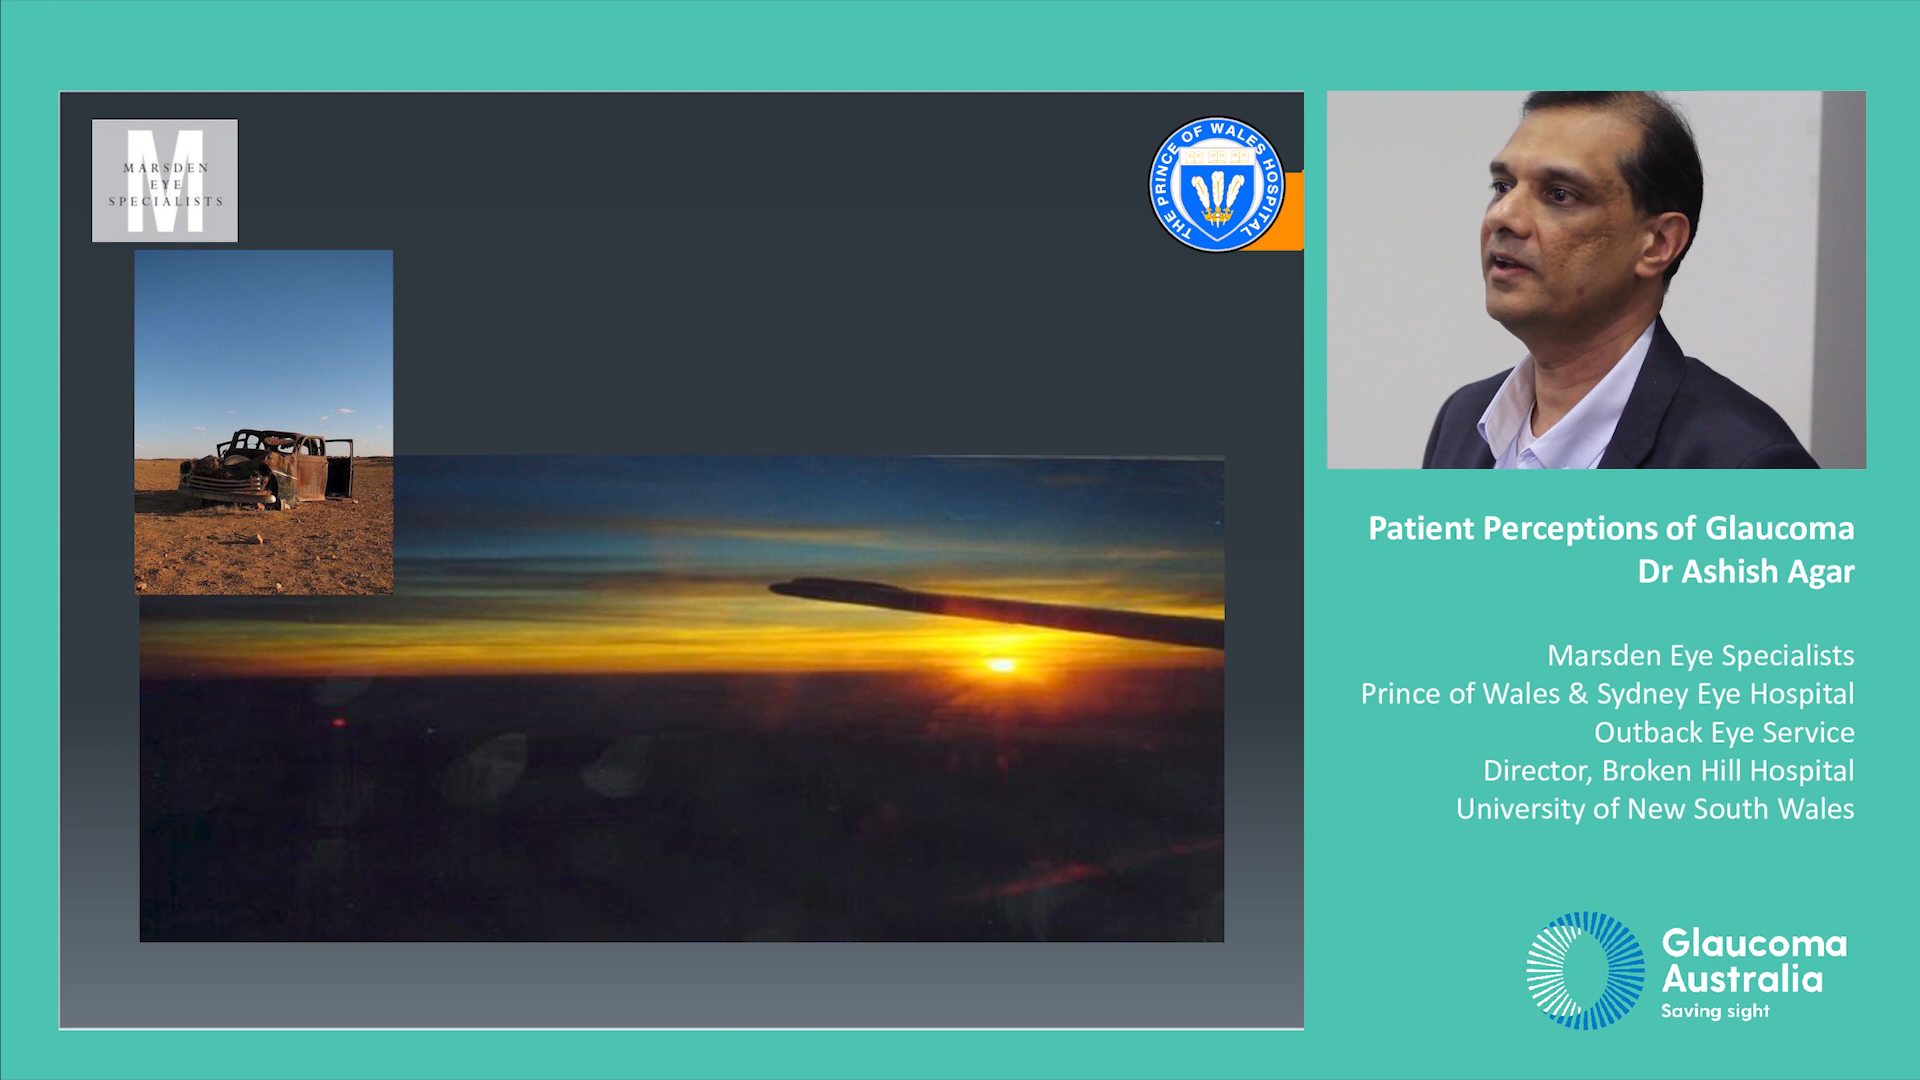 MARSDEN
EYE
SPECIALISTS
THE PRINCE OF WALES HOSPITAL
Patient Perceptions of Glaucoma
Dr Ashish Agar
Marsden Eye Specialists
Prince of Wales & Sydney Eye Hospital
Outback Eye Service
Director, Broken Hill Hospital
University of New South Wales
Glaucoma
Australia
Saving sight